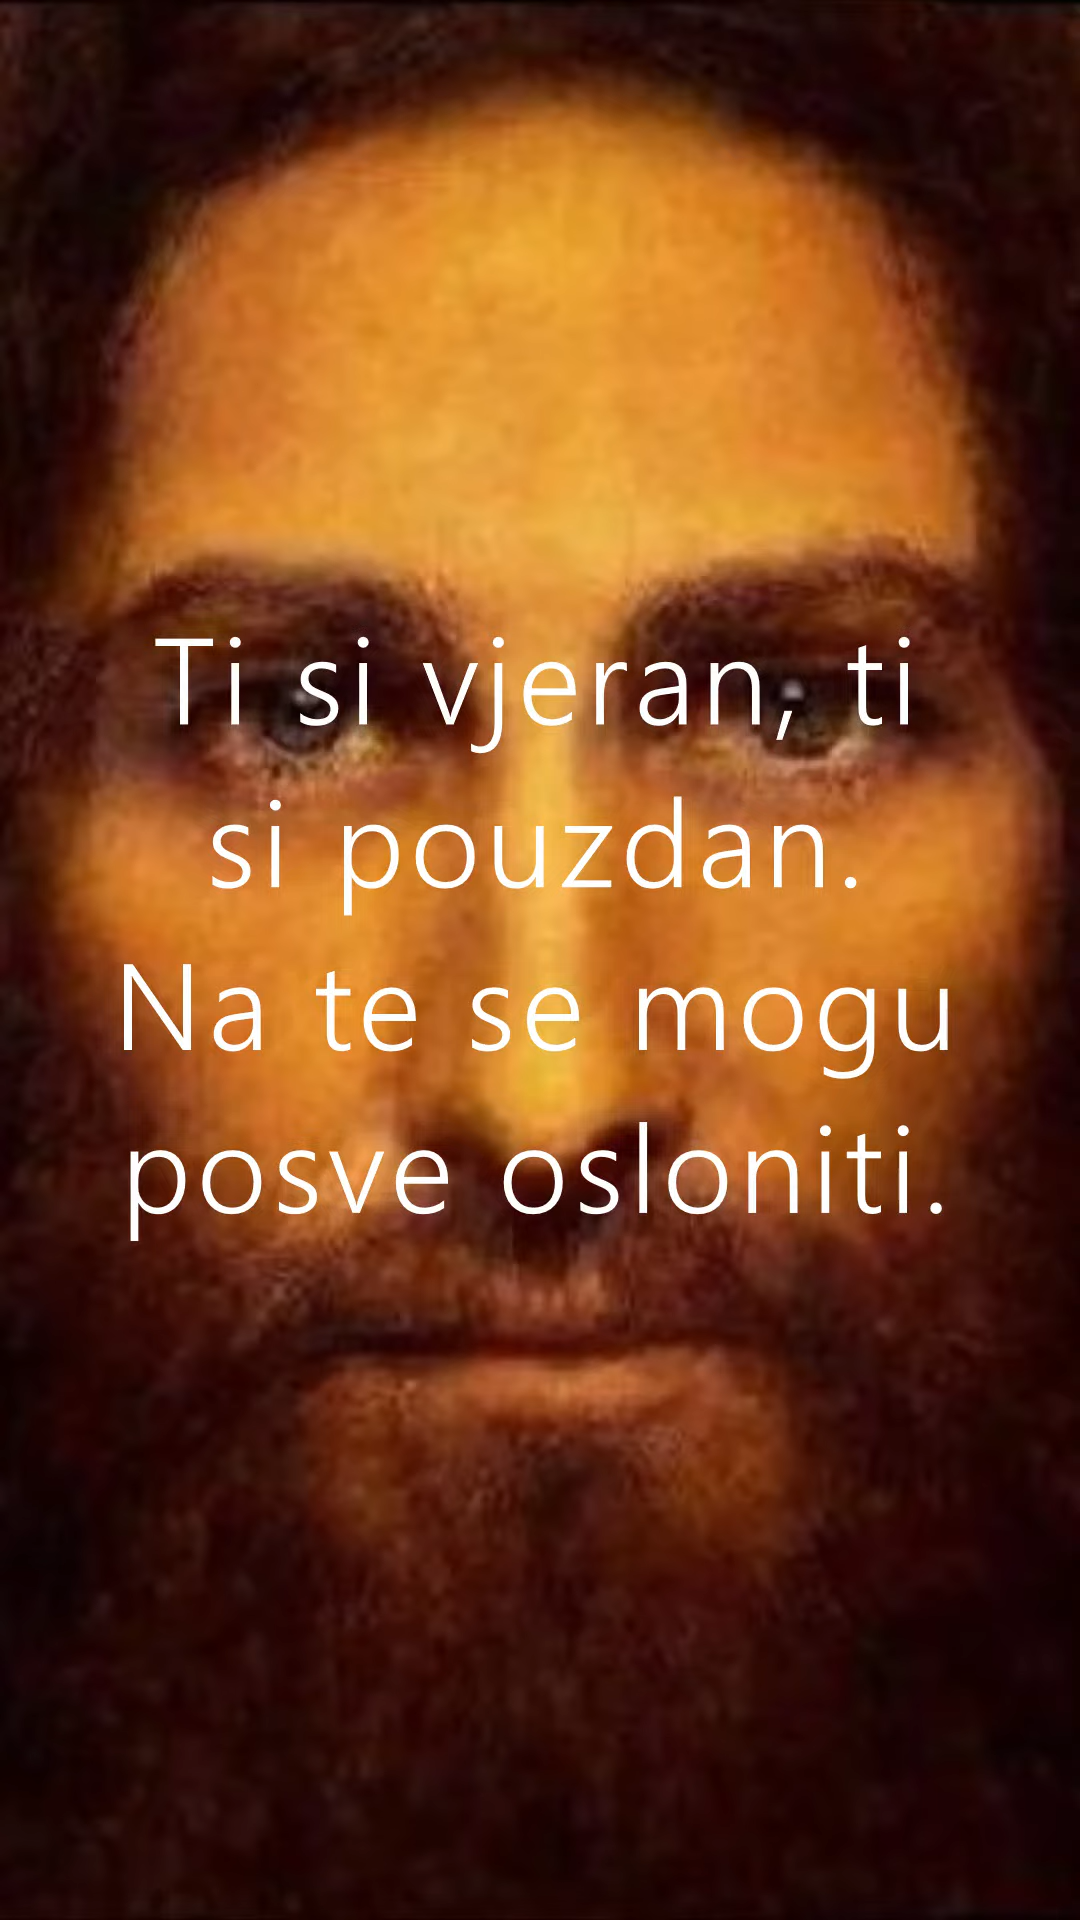 Ti si vjeran, ti
si pouzdan.
Na te se mogu
posve osloniti.